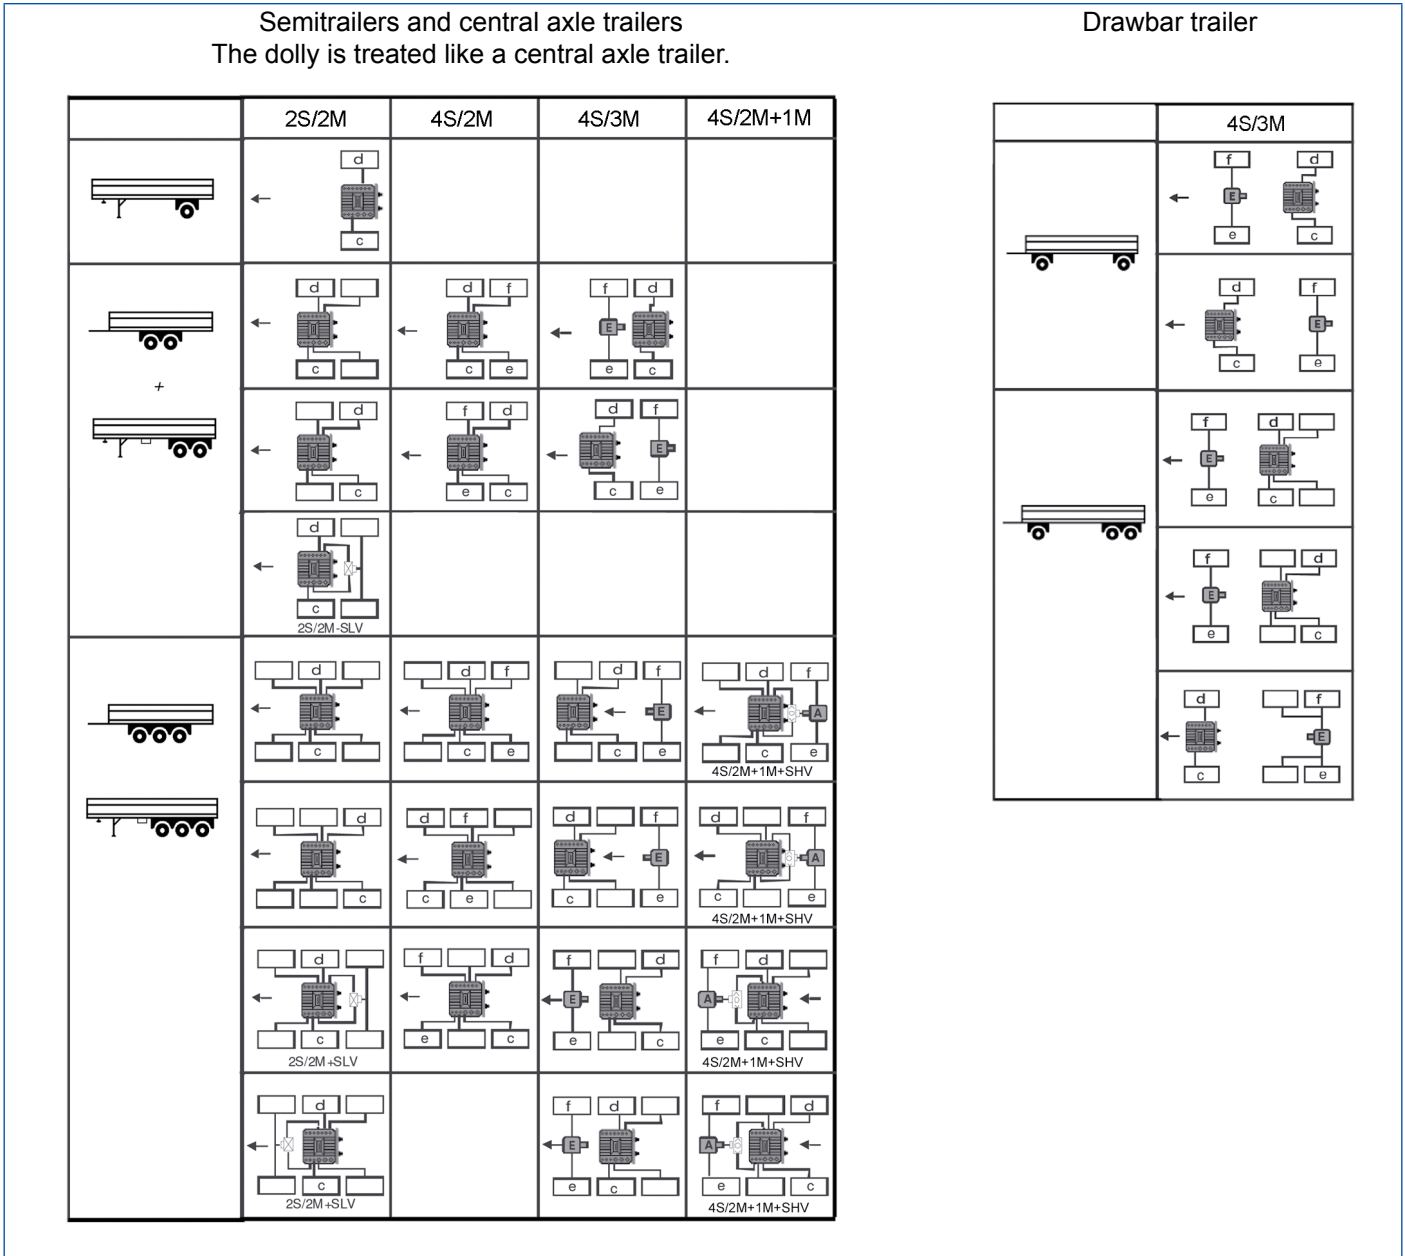 Semitrailers and central axle trailers
The dolly is treated like a central axle trailer.
2S/2M 4S/2M 4S/3M 4S/2M+1M
d
c
d d f f d
E
c c e e c
+
d f d d f
E
c e c c e
d
c
2S/2M-SLV
d d f d f d f
E A
c c e c e c e
4S/2M+1M+SHV
d d f d f d f
E A
c c e c e c e
4S/2M+1M+SHV
d f d f d f d
E A
c e c e c e c
2S/2M+SLV 4S/2M+1M+SHV
d f d f d
E A
c e c e c
2S/2M+SLV 4S/2M+1M+SHV
Drawbar trailer
4S/3M
f d
E
e c
d f
E
c e
f d
E
e c
f d
E
e c
d f
E
c e